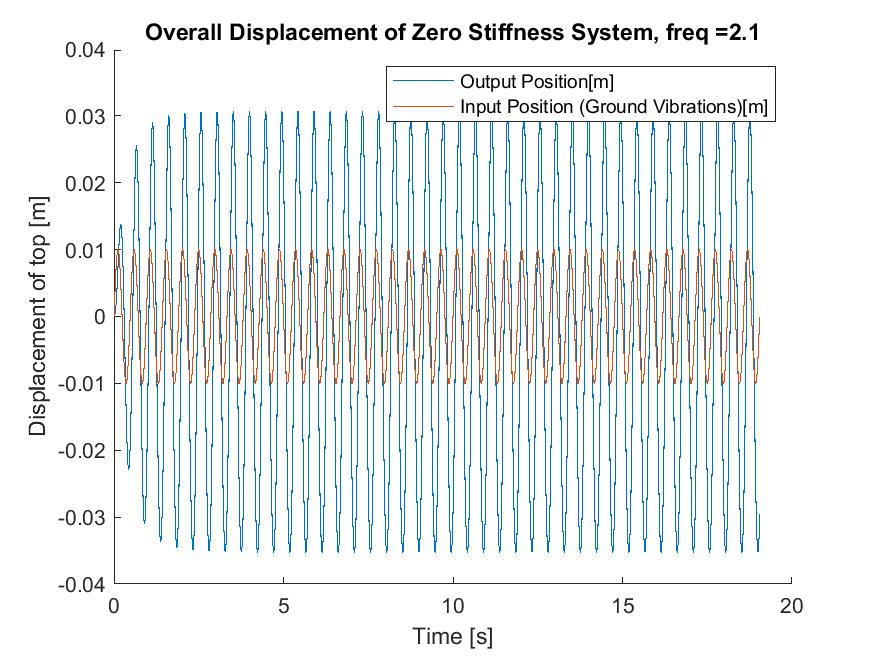 Overall Displacement of Zero Stiffness System, freq =2.1
0.04
0.03
0.02
0.01
0
-0.01
-0.02
-0.03
-0.04
Displacement of top [m]
Output Position[m]
Input Position (Ground Vibrations)[m]
0 5 10 15 20
Time [s]